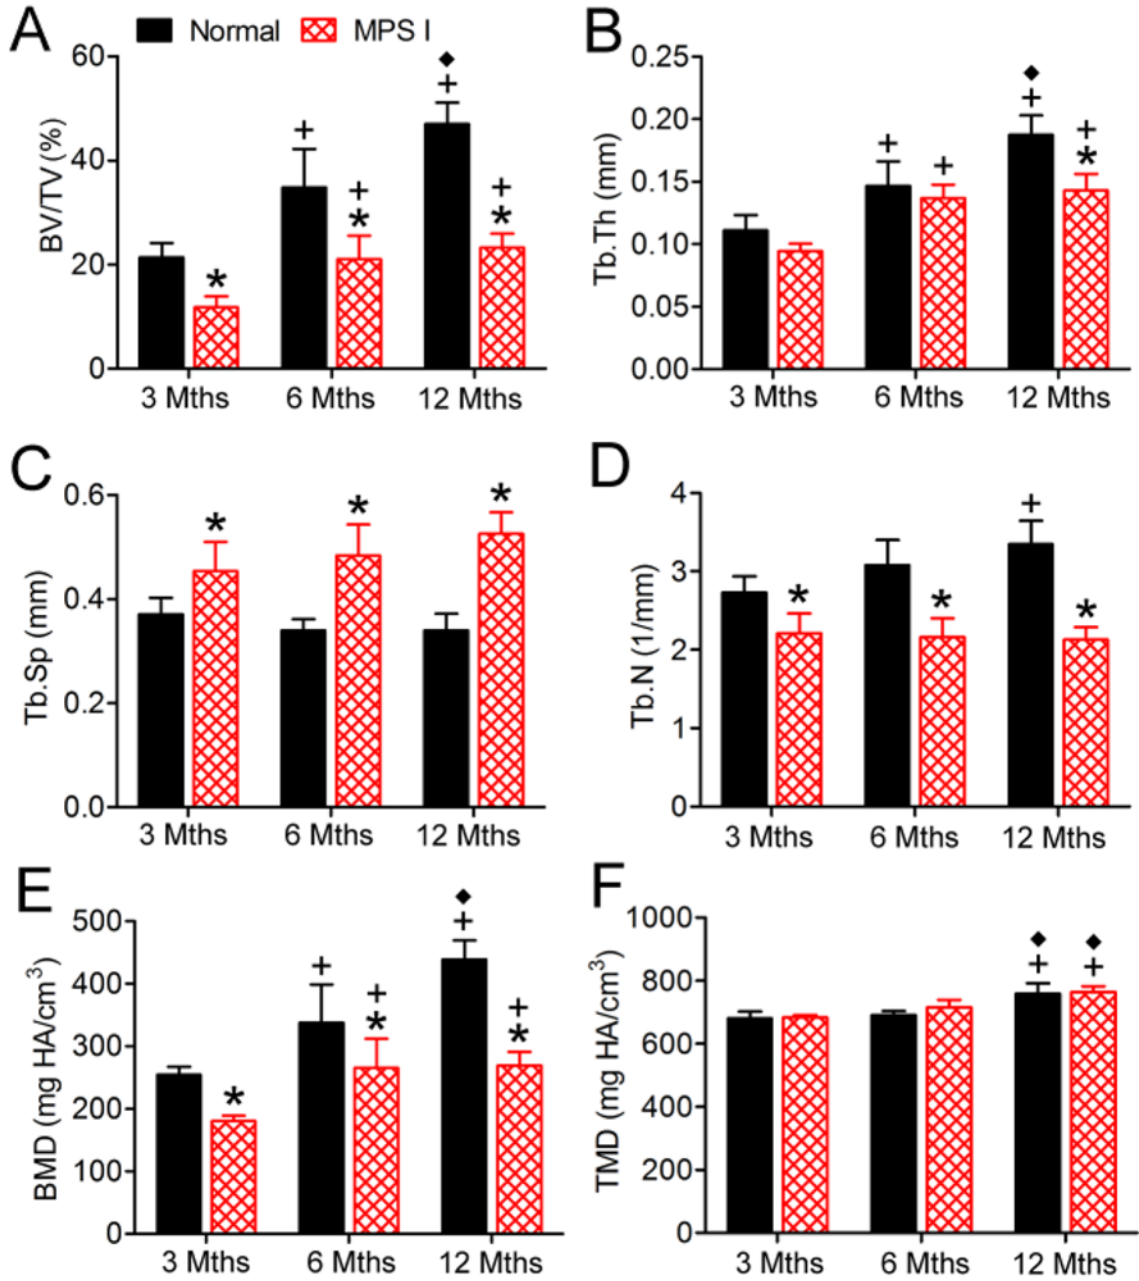 A
Normal
MPS I
BV/TV (%)
60
40
20
0
◆
+ + +
+ *
+ *
*
3 Mths 6 Mths 12 Mths
B
Tb.Th (mm)
0.25
0.20
0.15
0.10
0.05
0.00
◆
+ + +
+ *
3 Mths 6 Mths 12 Mths
C
Tb.Sp (mm)
0.6
0.4
0.2
0.0
* * *
3 Mths 6 Mths 12 Mths
D
Tb.N (1/mm)
4
3
2
1
0
+
* * *
3 Mths 6 Mths 12 Mths
E
BMD (mg HA/cm³)
500
400
300
200
100
0
◆
+ +
+ *
+ *
*
3 Mths 6 Mths 12 Mths
F
TMD (mg HA/cm³)
1000
800
600
400
200
0
◆ ◆
+ +
3 Mths 6 Mths 12 Mths